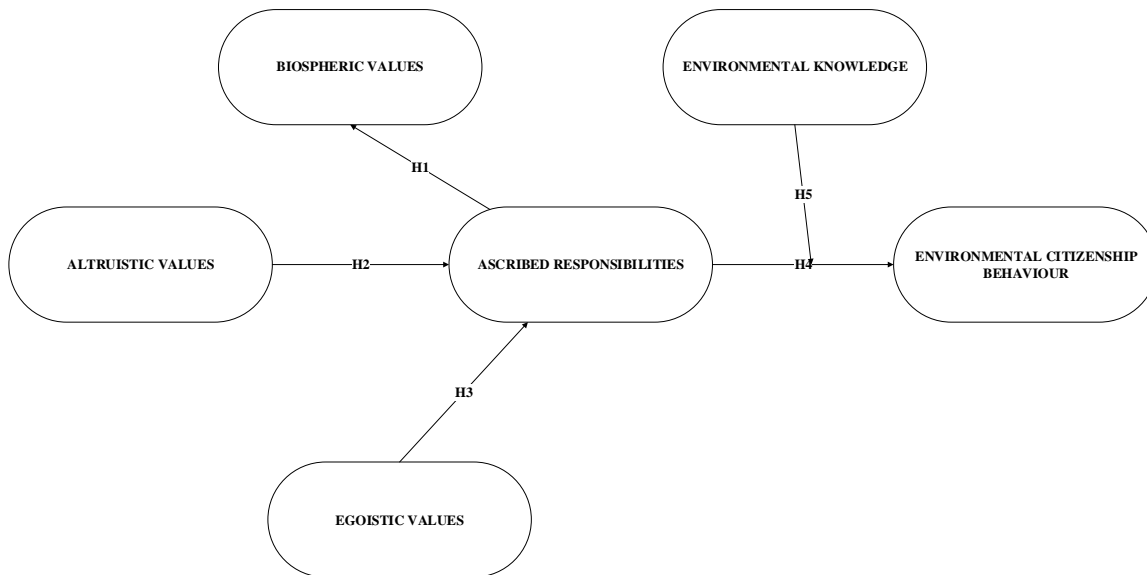 BIOSPHERIC VALUES
ENVIRONMENTAL KNOWLEDGE
H1
H5
ALTRUISTIC VALUES
H2
ASCRIBED RESPONSIBILITIES
H4
ENVIRONMENTAL CITIZENSHIP
BEHAVIOUR
H3
EGOISTIC VALUES